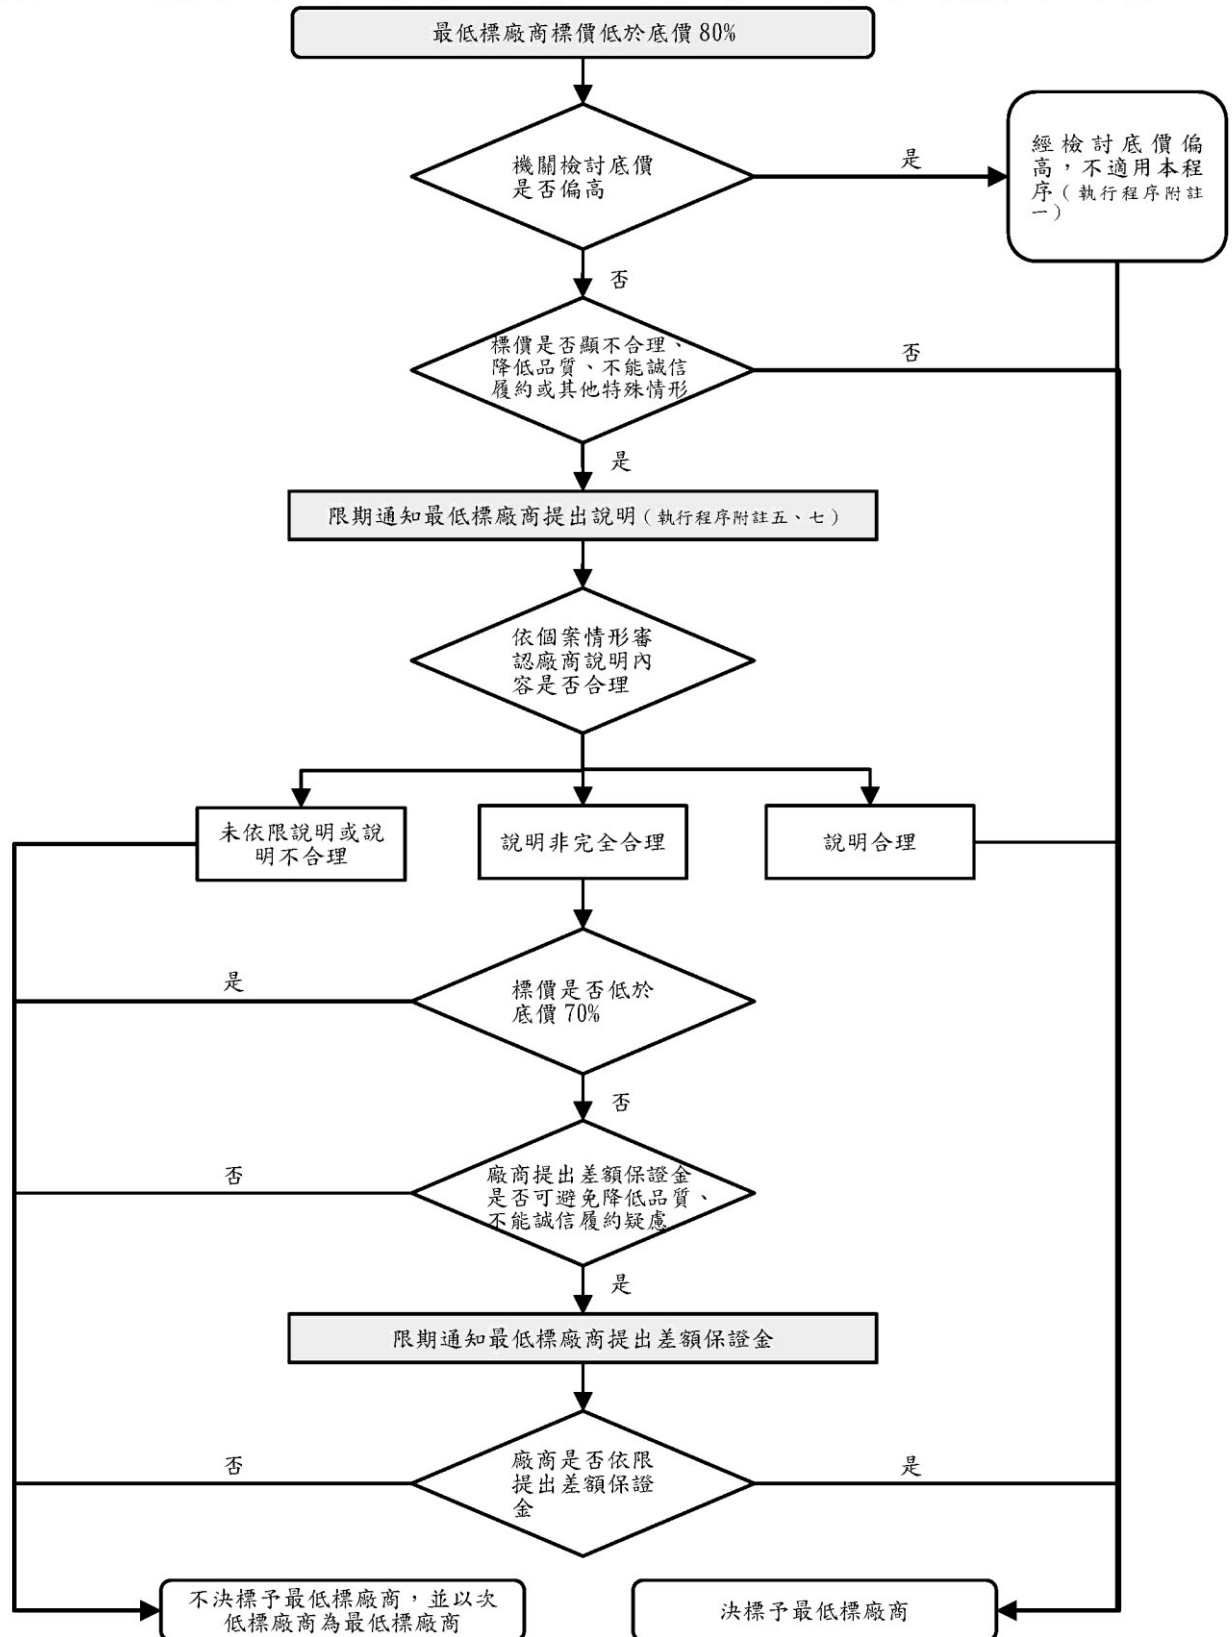 最低標廠商標價低於底價80%
機關檢討底價
是否偏高
是
經檢討底價偏
高，不適用本程
序（執行程序附註
一）
否
標價是否顯不合理、
降低品質、不能誠信
履約或其他特殊情形
否
是
限期通知最低標廠商提出說明（執行程序附註五、七）
依個案情形審
認廠商說明內
容是否合理
未依限說明或說
明不合理
說明非完全合理
說明合理
標價是否低於
底價70%
是
否
廠商提出差額保證金
是否可避免降低品質、
不能誠信履約疑慮
否
是
限期通知最低標廠商提出差額保證金
廠商是否依限
提出差額保證
金
否
是
不決標予最低標廠商，並以次
低標廠商為最低標廠商
決標予最低標廠商